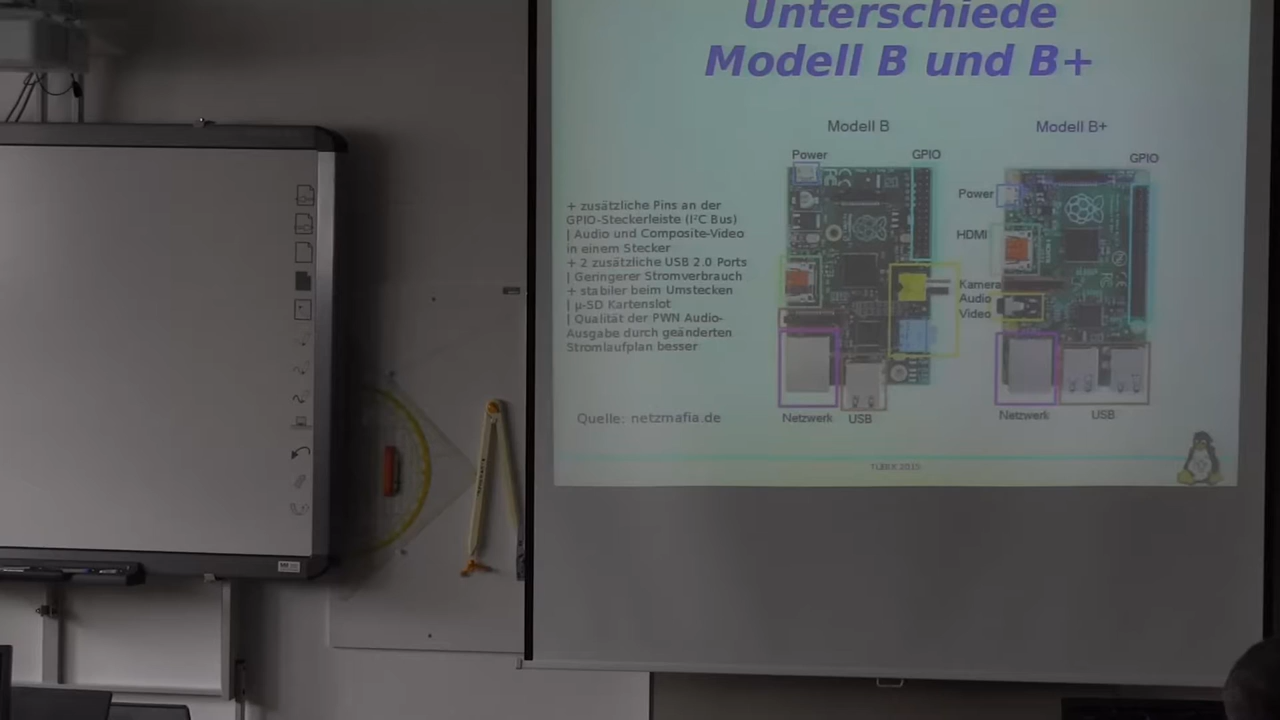 Unterschiede
Modell B und B+
Modell B
Modell B+
Power
GPIO
GPIO
Power
HDMI
Kamera
Audio
Video
+ zusätzliche Pins an der
GPIO-Steckerleiste (I²C Bus)
| Audio und Composite-Video
in einem Stecker
+ 2 zusätzliche USB 2.0 Ports
| Geringerer Stromverbrauch
+ stabiler beim Umstecken
| µ-SD Kartenslot
| Qualität der PWN Audio-
Ausgabe durch geänderten
Stromlaufplan besser
Netzwerk
USB
Netzwerk
USB
Quelle: netzmafia.de